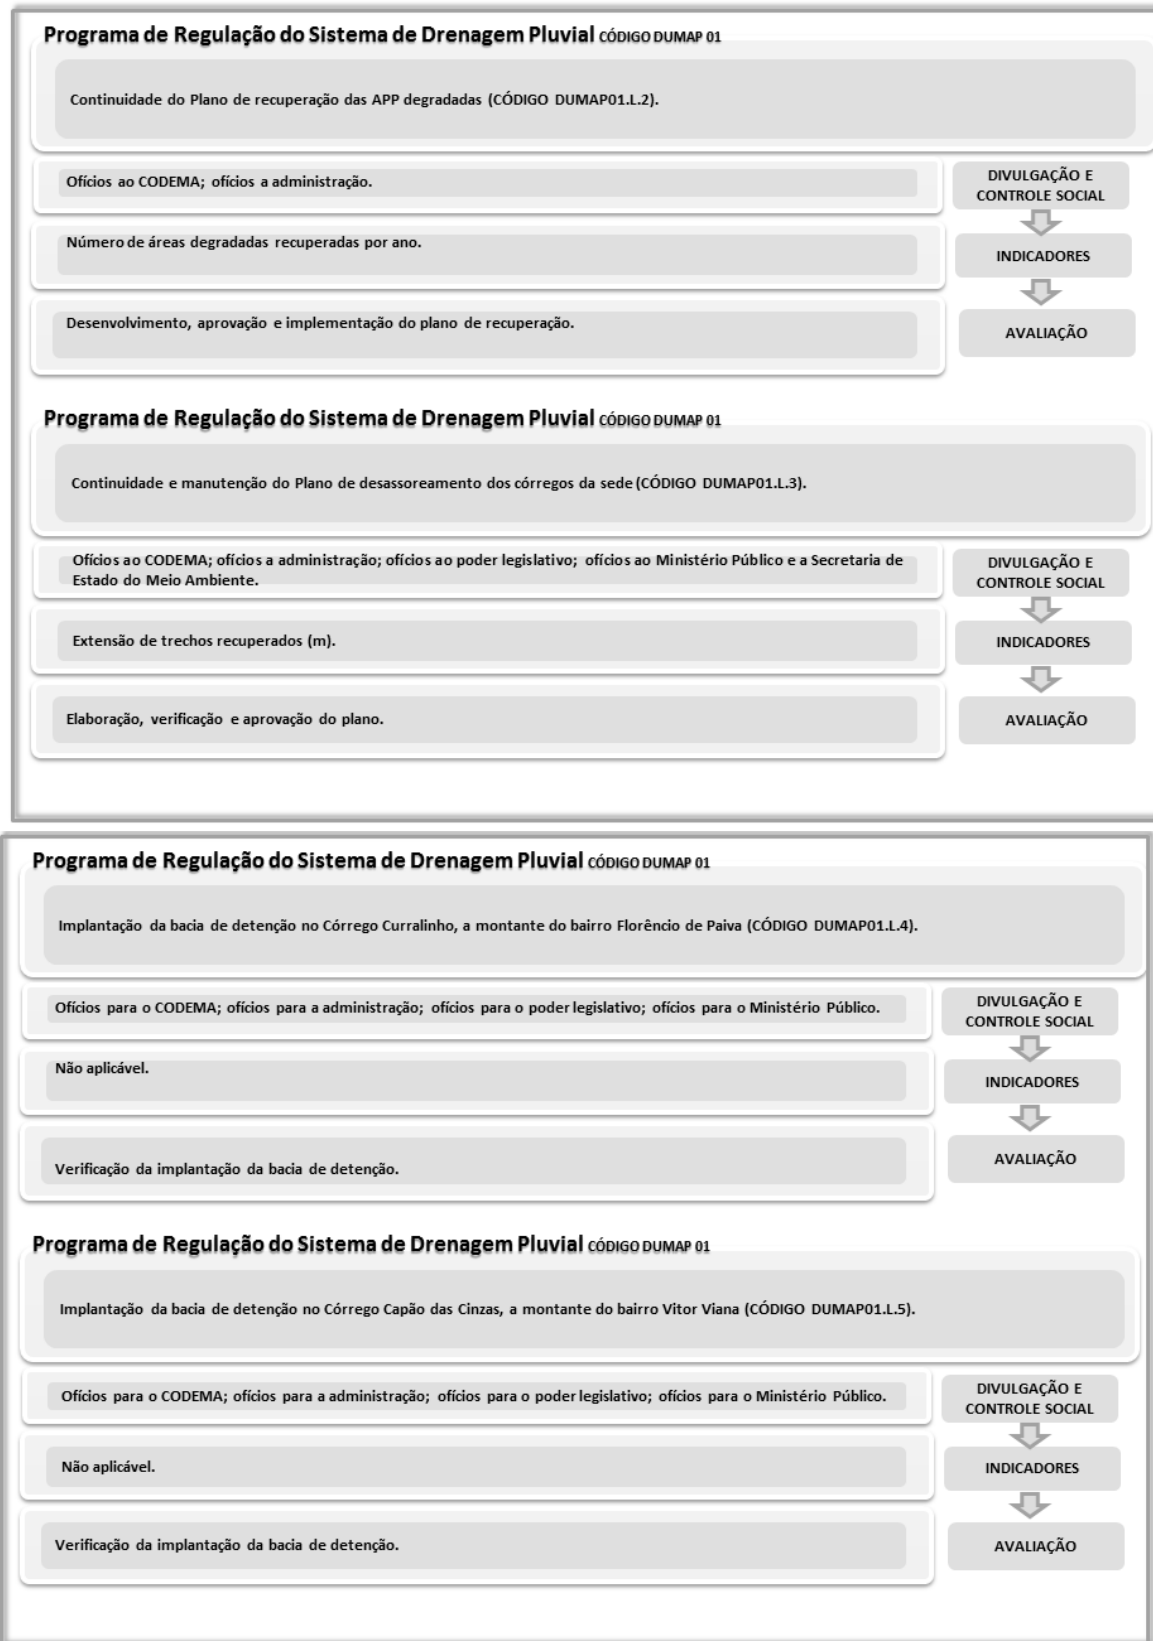 Programa de Regulação do Sistema de Drenagem Pluvial CÓDIGO DUMAP 01
Continuidade do Plano de recuperação das APP degradadas (CÓDIGO DUMAP01.L.2).
Ofícios ao CODEMA; ofícios a administração.
DIVULGAÇÃO E
CONTROLE SOCIAL
Número de áreas degradadas recuperadas por ano.
INDICADORES
Desenvolvimento, aprovação e implementação do plano de recuperação.
AVALIAÇÃO
Programa de Regulação do Sistema de Drenagem Pluvial CÓDIGO DUMAP 01
Continuidade e manutenção do Plano de desassoreamento dos córregos da sede (CÓDIGO DUMAP01.L.3).
Ofícios ao CODEMA; ofícios a administração; ofícios ao poder legislativo; ofícios ao Ministério Público e a Secretaria de
Estado do Meio Ambiente.
DIVULGAÇÃO E
CONTROLE SOCIAL
Extensão de trechos recuperados (m).
INDICADORES
Elaboração, verificação e aprovação do plano.
AVALIAÇÃO
Programa de Regulação do Sistema de Drenagem Pluvial CÓDIGO DUMAP 01
Implantação da bacia de detenção no Córrego Curralinho, a montante do bairro Florêncio de Paiva (CÓDIGO DUMAP01.L.4).
Ofícios para o CODEMA; ofícios para a administração; ofícios para o poder legislativo; ofícios para o Ministério Público.
DIVULGAÇÃO E
CONTROLE SOCIAL
Não aplicável.
INDICADORES
Verificação da implantação da bacia de detenção.
AVALIAÇÃO
Programa de Regulação do Sistema de Drenagem Pluvial CÓDIGO DUMAP 01
Implantação da bacia de detenção no Córrego Capão das Cinzas, a montante do bairro Vitor Viana (CÓDIGO DUMAP01.L.5).
Ofícios para o CODEMA; ofícios para a administração; ofícios para o poder legislativo; ofícios para o Ministério Público.
DIVULGAÇÃO E
CONTROLE SOCIAL
Não aplicável.
INDICADORES
Verificação da implantação da bacia de detenção.
AVALIAÇÃO